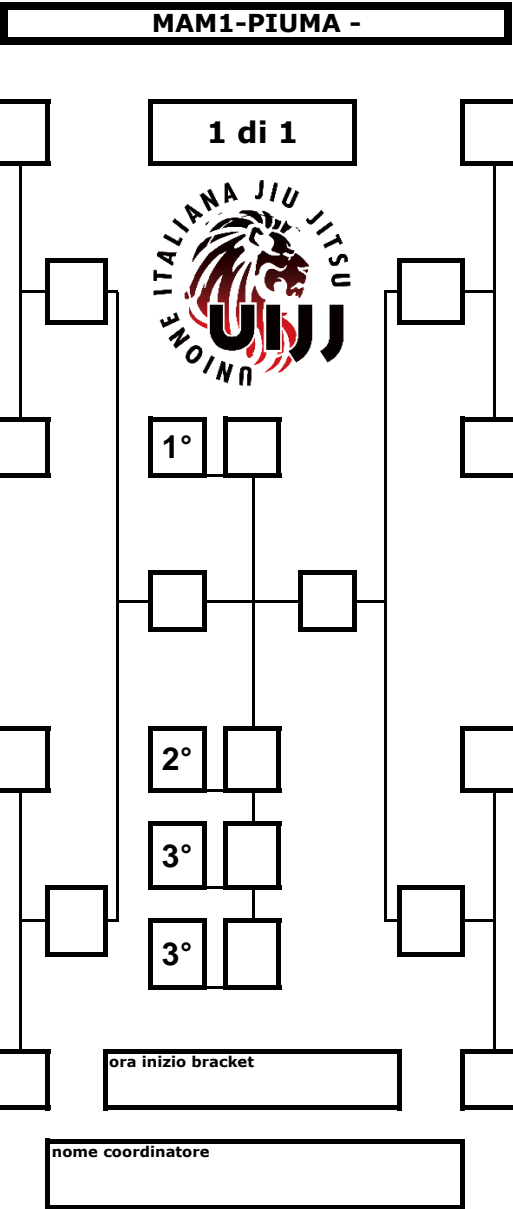 MAM1-PIUMA -
1 di 1
UNIONE ITALIANA JIU JITSU
UIJJ
1°
2°
3°
3°
ora inizio bracket
nome coordinatore